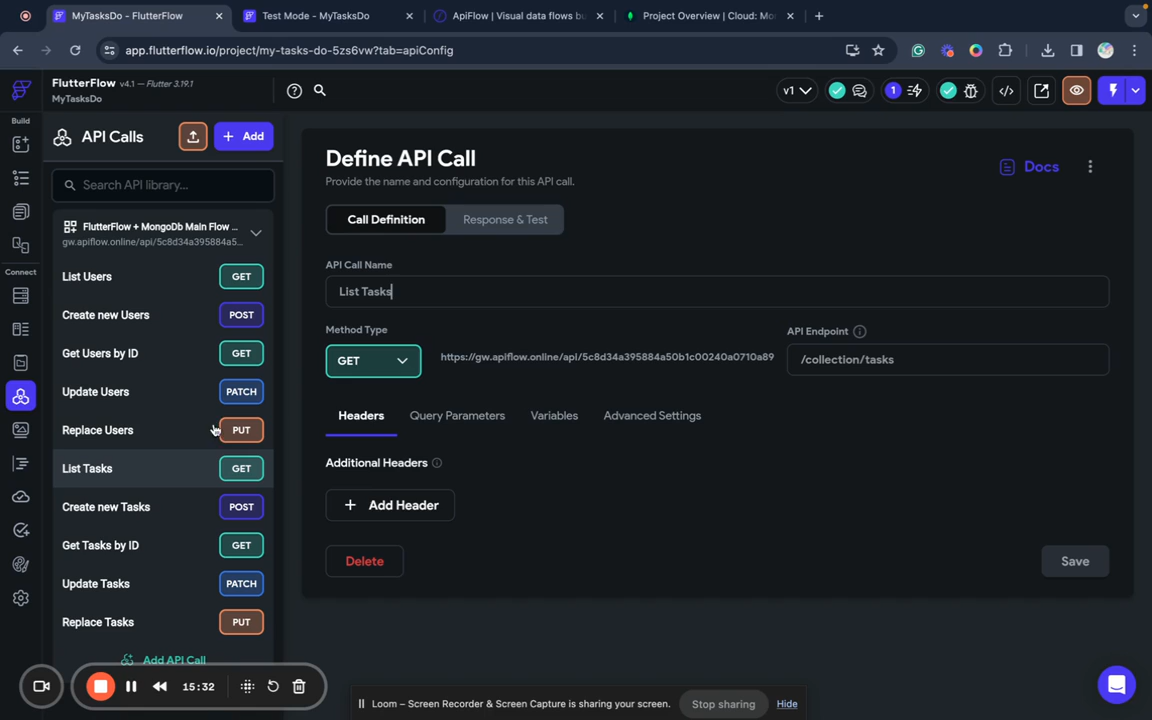 MyTasksDo - FlutterFlow
Test Mode - MyTasksDo
ApiFlow | Visual data flows bu
Project Overview | Cloud: Mon
app.flutterflow.io/project/my-tasks-do-5zs6vw?tab=apiConfig
FlutterFlow v4.1 — Flutter 3.19.1
MyTasksDo
v1
1
Build
Connect
API Calls
+ Add
Search API library...
FlutterFlow + MongoDb Main Flow ...
gw.apiflow.online/api/5c8d34a395884a5...
List Users GET
Create new Users POST
Get Users by ID GET
Update Users PATCH
Replace Users PUT
List Tasks GET
Create new Tasks POST
Get Tasks by ID GET
Update Tasks PATCH
Replace Tasks PUT
Add API Call
Define API Call
Provide the name and configuration for this API call.
Docs
Call Definition
Response & Test
API Call Name
List Tasks
Method Type
API Endpoint
GET
https://gw.apiflow.online/api/5c8d34a395884a50b1c00240a0710a89
/collection/tasks
Headers
Query Parameters
Variables
Advanced Settings
Additional Headers
+ Add Header
Delete
Save
15:32
Loom – Screen Recorder & Screen Capture is sharing your screen.
Stop sharing
Hide